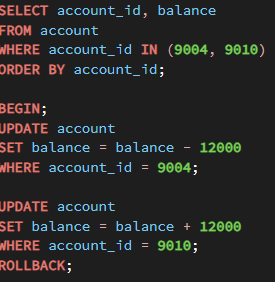 SELECT account_id, balance
FROM account
WHERE account_id IN (9004, 9010)
ORDER BY account_id;
BEGIN;
UPDATE account
SET balance = balance - 12000
WHERE account_id = 9004;
UPDATE account
SET balance = balance + 12000
WHERE account_id = 9010;
ROLLBACK;